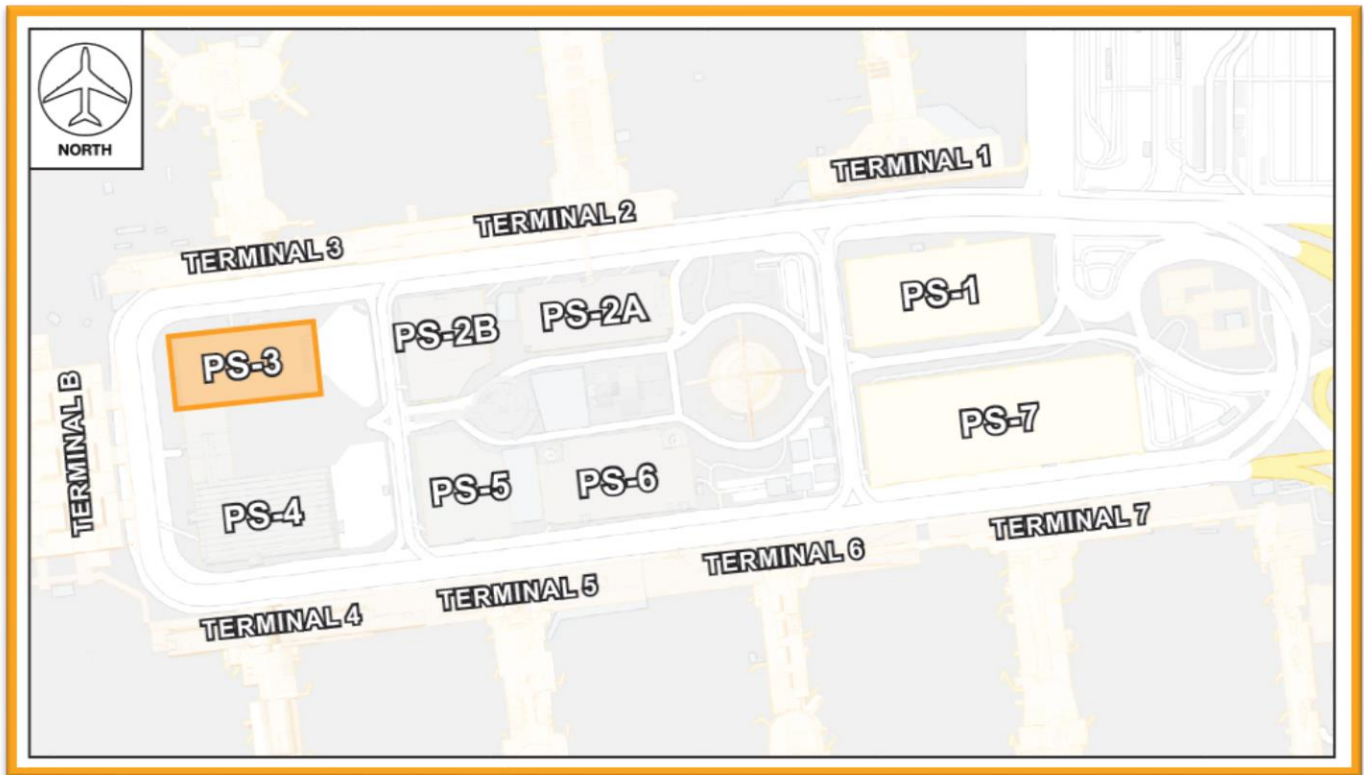 NORTH
TERMINAL 1
TERMINAL 2
TERMINAL 3
PS-1
PS-2A
PS-2B
PS-3
TERMINAL B
PS-7
PS-6
PS-5
PS-4
TERMINAL 7
TERMINAL 6
TERMINAL 5
TERMINAL 4